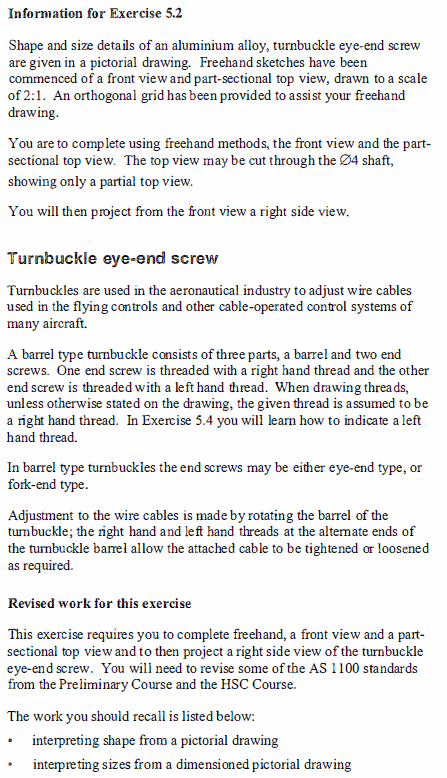 Information for Exercise 5.2
Shape and size details of an aluminium alloy, turnbuckle eye-end screw
are given in a pictorial drawing. Freehand sketches have been
commenced of a front view and part-sectional top view, drawn to a scale
of 2:1. An orthogonal grid has been provided to assist your freehand
drawing.
You are to complete using freehand methods, the front view and the part-
sectional top view. The top view may be cut through the ∅4 shaft,
showing only a partial top view.
You will then project from the front view a right side view.
Turnbuckle eye-end screw
Turnbuckles are used in the aeronautical industry to adjust wire cables
used in the flying controls and other cable-operated control systems of
many aircraft.
A barrel type turnbuckle consists of three parts, a barrel and two end
screws. One end screw is threaded with a right hand thread and the other
end screw is threaded with a left hand thread. When drawing threads,
unless otherwise stated on the drawing, the given thread is assumed to be
a right hand thread. In Exercise 5.4 you will learn how to indicate a left
hand thread.
In barrel type turnbuckles the end screws may be either eye-end type, or
fork-end type.
Adjustment to the wire cables is made by rotating the barrel of the
turnbuckle; the right hand and left hand threads at the alternate ends of
the turnbuckle barrel allow the attached cable to be tightened or loosened
as required.
Revised work for this exercise
This exercise requires you to complete freehand, a front view and a part-
sectional top view and to then project a right side view of the turnbuckle
eye-end screw. You will need to revise some of the AS 1100 standards
from the Preliminary Course and the HSC Course.
The work you should recall is listed below:
• interpreting shape from a pictorial drawing
• interpreting sizes from a dimensioned pictorial drawing